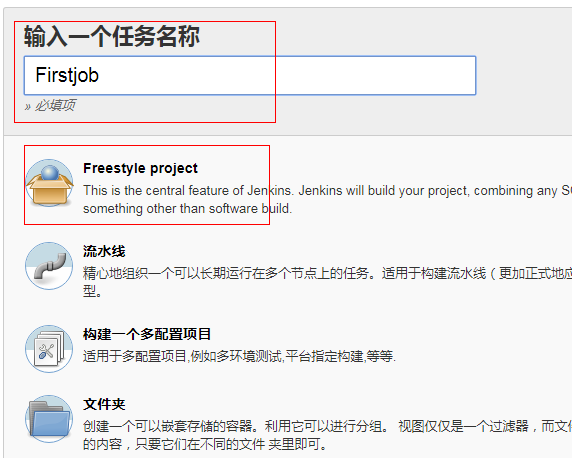 输入一个任务名称
Firstjob
» 必填项
Freestyle project
This is the central feature of Jenkins. Jenkins will build your project, combining any
something other than software build.
流水线
精心地组织一个可以长期运行在多个节点上的任务。适用于构建流水线（更加正式地应
型。
构建一个多配置项目
适用于多配置项目,例如多环境测试,平台指定构建,等等.
文件夹
创建一个可以嵌套存储的容器。利用它可以进行分组。 视图仅仅是一个过滤器，而文
的内容，只要它们在不同的文件 夹里即可。